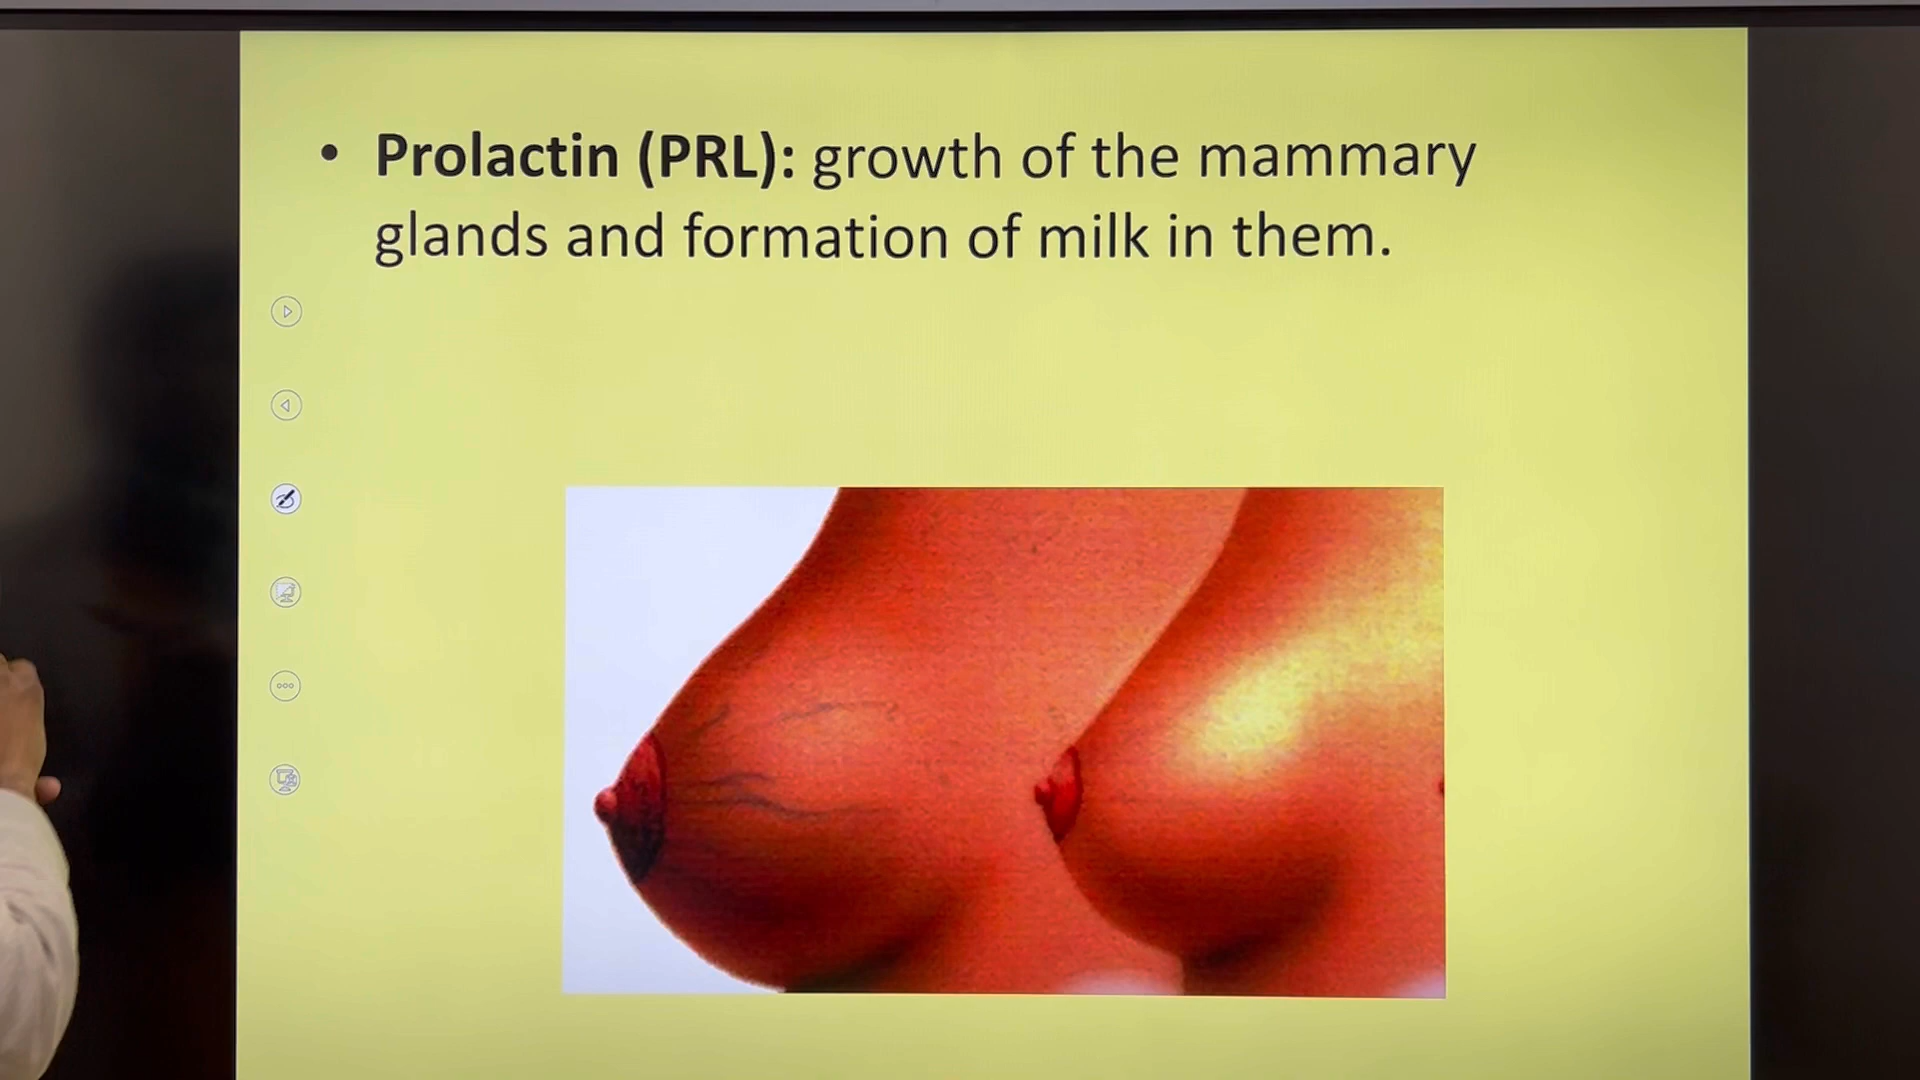 • Prolactin (PRL): growth of the mammary
glands and formation of milk in them.